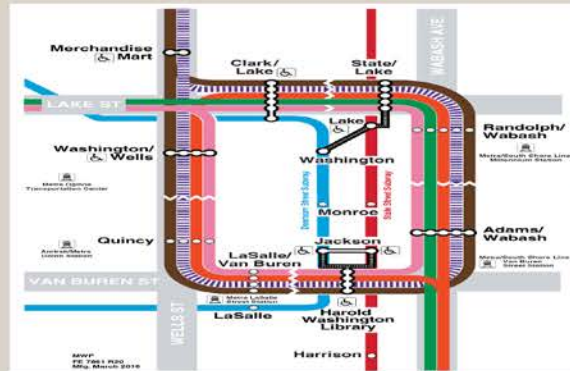 Merchandise
Mart
Clark/
Lake
State/
Lake
WABASH AVE
LAKE ST
Lake
Randolph/
Wabash
Washington/
Wells
Washington
Metra/South Shore Line
Millennium Station
Metra Ogilvie
Transportation Center
Dearborn Street Subway
State Street Subway
Monroe
Quincy
Jackson
Adams/
Wabash
Amtrak/Metra
Union Station
LaSalle/
Van Buren
Metra/South Shore Line
Van Buren
Street Station
VAN BUREN ST
Metra LaSalle
Street Station
LaSalle
Harold
Washington
Library
WELLS ST
Harrison
MWP
Mfg. March 2016